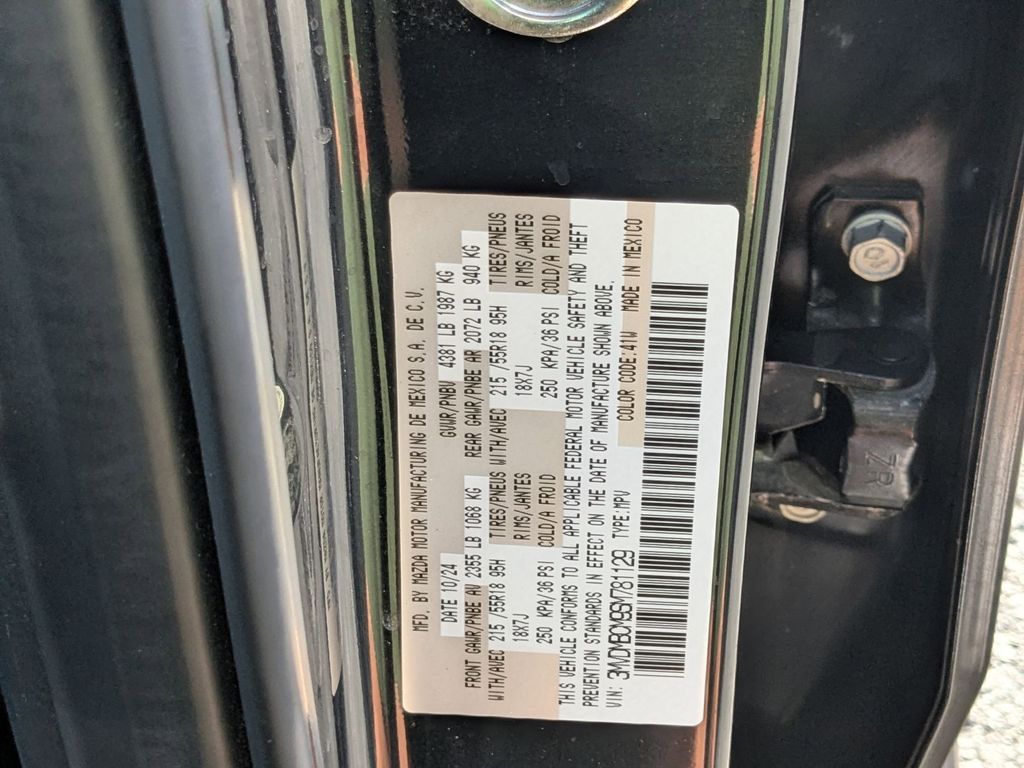 MFD. BY MAZDA MOTOR MANUFACTURING DE MEXICO S.A. DE C.V.
DATE 10/24 GVWR/PNBV 4381 LB 1987 KG
FRONT GAWR/PNBE AV 2355 LB 1068 KG REAR GAWR/PNBE AR 2072 LB 940 KG
WITH/AVEC 215 /55R18 95H TIRES/PNEUS WITH/AVEC 215 /55R18 95H TIRES/PNEUS
18X7J RIMS/JANTES 18X7J RIMS/JANTES
250 KPA/36 PSI COLD/A FROID 250 KPA/36 PSI COLD/A FROID
THIS VEHICLE CONFORMS TO ALL APPLICABLE FEDERAL MOTOR VEHICLE SAFETY AND THEFT
PREVENTION STANDARDS IN EFFECT ON THE DATE OF MANUFACTURE SHOWN ABOVE.
VIN: 3MVDMBCM9SM781129 TYPE:MPV COLOR CODE:41W MADE IN MEXICO
ZR